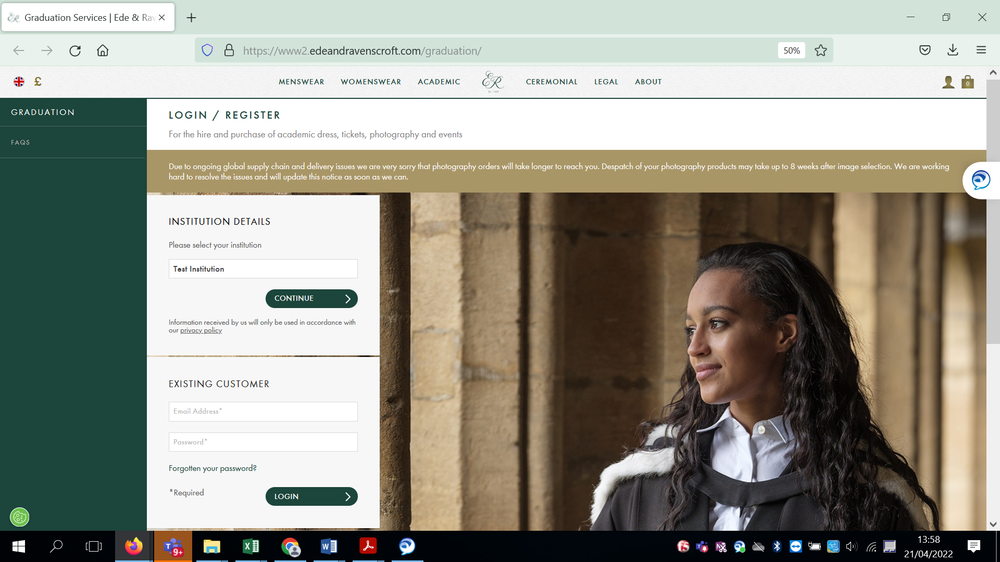 Graduation Services | Ede & Rav
https://www2.edeandravenscroft.com/graduation/
50%
£
MENSWEAR
WOMENSWEAR
ACADEMIC
ER
CEREMONIAL
LEGAL
ABOUT
0
GRADUATION
FAQS
LOGIN / REGISTER
For the hire and purchase of academic dress, tickets, photography and events
Due to ongoing global supply chain and delivery issues we are very sorry that photography orders will take longer to reach you. Despatch of your photography products may take up to 8 weeks after image selection. We are working
hard to resolve the issues and will update this notice as soon as we can.
INSTITUTION DETAILS
Please select your institution
Test Institution
CONTINUE
Information received by us will only be used in accordance with
our privacy policy
EXISTING CUSTOMER
Email Address*
Password*
Forgotten your password?
*Required
LOGIN
9+
13:58
21/04/2022